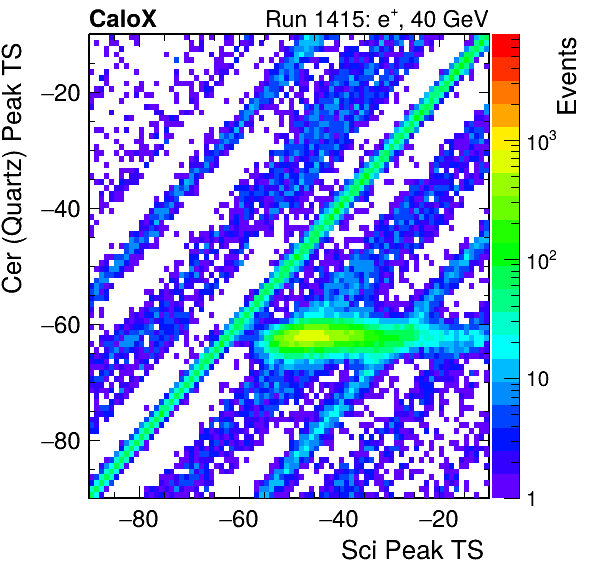 CaloX Run 1415: e⁺, 40 GeV
Cer (Quartz) Peak TS
−20
−40
−60
−80
−80 −60 −40 −20
Sci Peak TS
Events
10³
10²
10
1